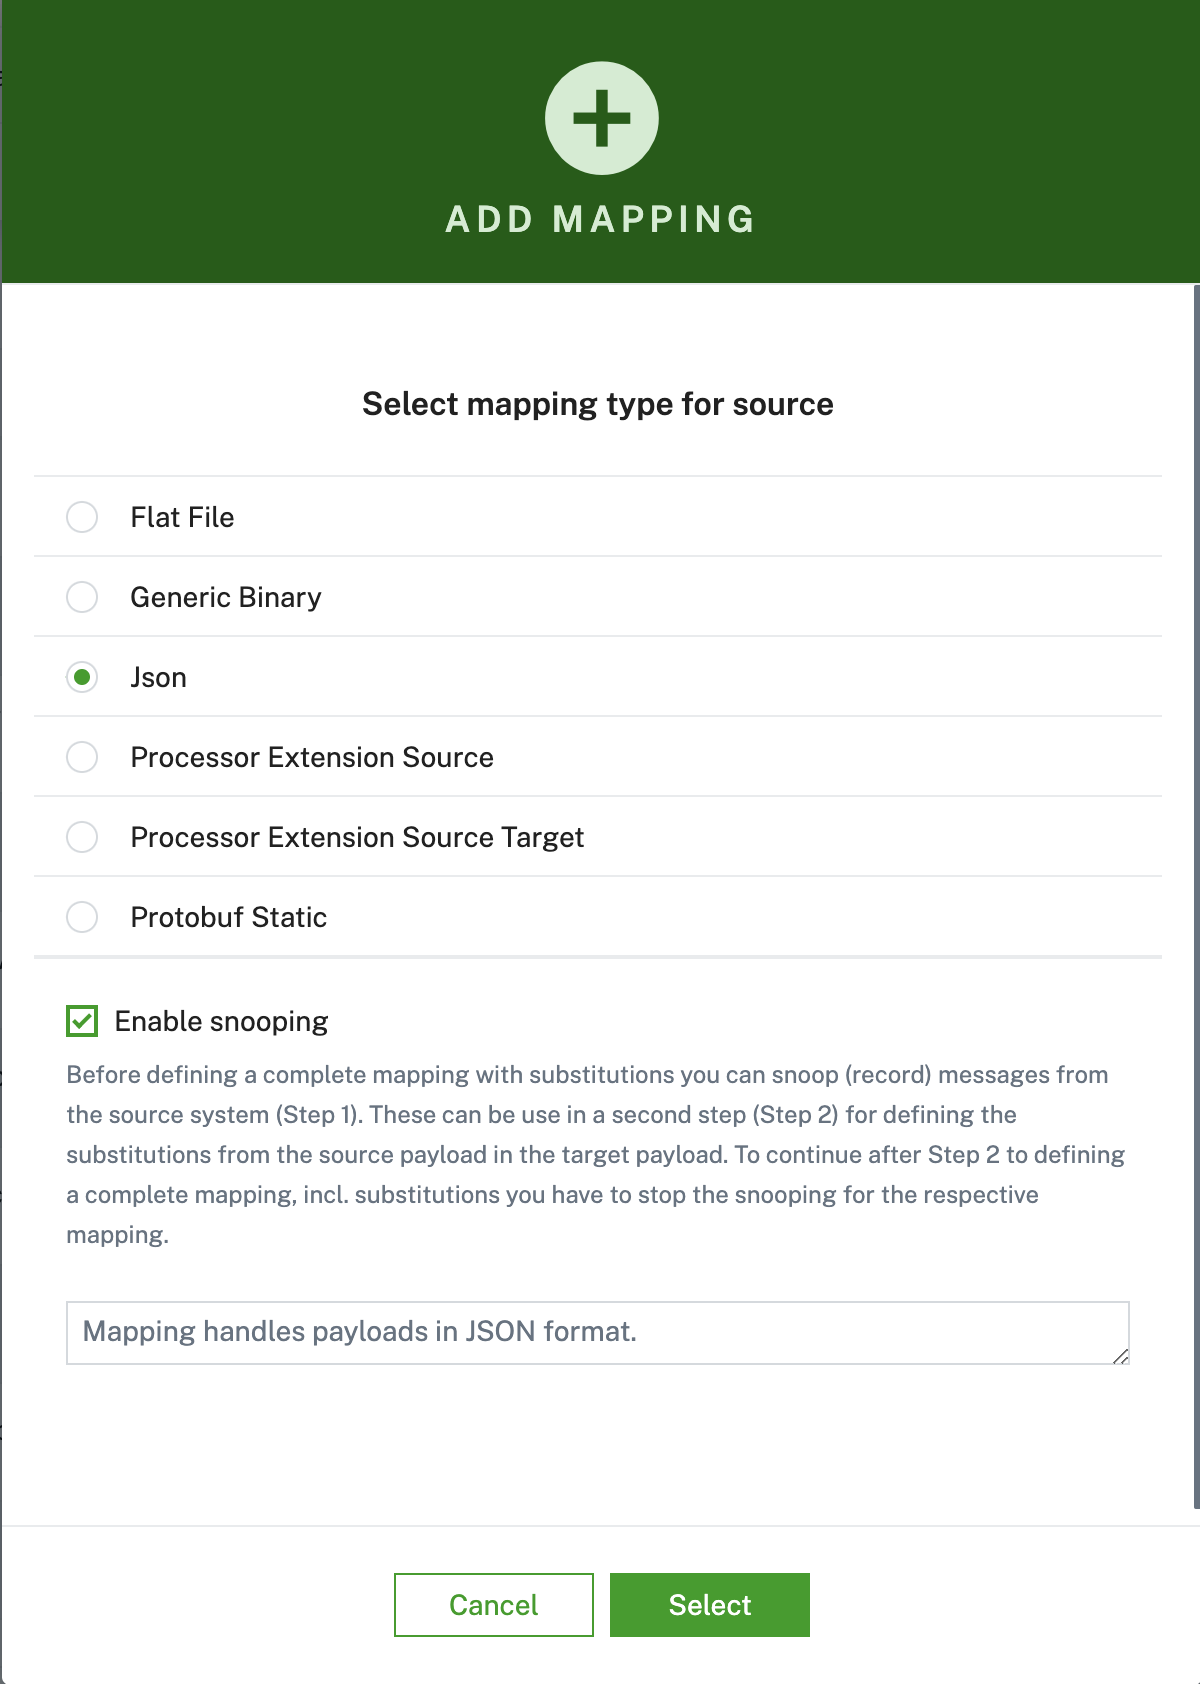 ADD MAPPING
Select mapping type for source
Flat File
Generic Binary
Json
Processor Extension Source
Processor Extension Source Target
Protobuf Static
Enable snooping
Before defining a complete mapping with substitutions you can snoop (record) messages from
the source system (Step 1). These can be use in a second step (Step 2) for defining the
substitutions from the source payload in the target payload. To continue after Step 2 to defining
a complete mapping, incl. substitutions you have to stop the snooping for the respective
mapping.
Mapping handles payloads in JSON format.
Cancel
Select